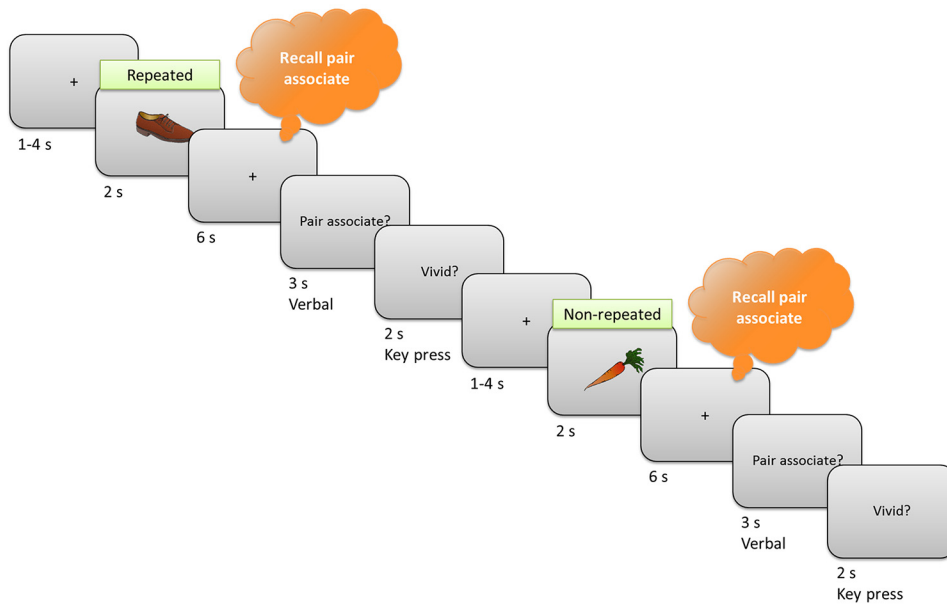 +
1-4 s
Repeated
2 s
Recall pair
associate
+
6 s
Pair associate?
3 s
Verbal
Vivid?
2 s
Key press
+
1-4 s
Non-repeated
2 s
Recall pair
associate
+
6 s
Pair associate?
3 s
Verbal
Vivid?
2 s
Key press